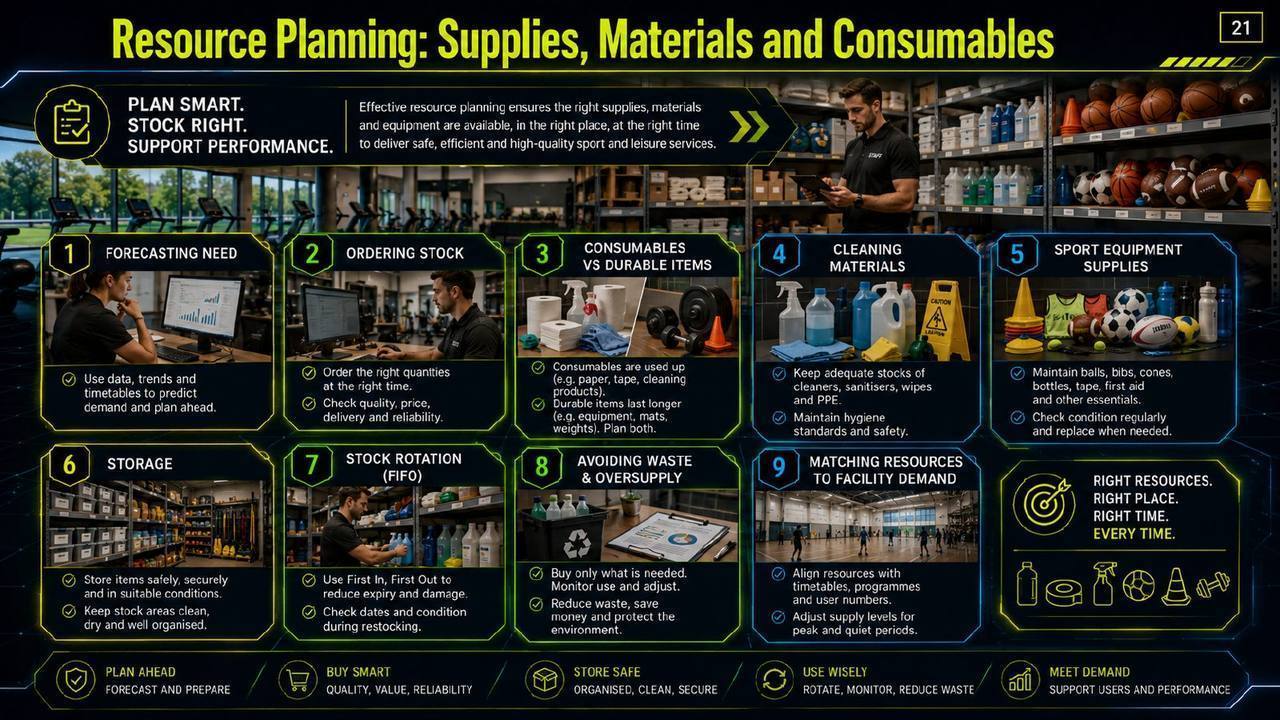 Resource Planning: Supplies, Materials and Consumables
21
PLAN SMART.
STOCK RIGHT.
SUPPORT PERFORMANCE.
Effective resource planning ensures the right supplies, materials
and equipment are available, in the right place, at the right time
to deliver safe, efficient and high-quality sport and leisure services.
STAFF
1
FORECASTING NEED
Use data, trends and
timetables to predict
demand and plan ahead.
2
ORDERING STOCK
Order the right quantities
at the right time.
Check quality, price,
delivery and reliability.
3
CONSUMABLES
VS DURABLE ITEMS
Consumables are used up
(e.g. paper, tape, cleaning
products).
Durable items last longer
(e.g. equipment, mats,
weights). Plan both.
4
CLEANING
MATERIALS
CAUTION
Keep adequate stocks of
cleaners, sanitisers, wipes
and PPE.
Maintain hygiene
standards and safety.
5
SPORT EQUIPMENT
SUPPLIES
Maintain balls, bibs, cones,
bottles, tape, first aid
and other essentials.
Check condition regularly
and replace when needed.
6
STORAGE
Store items safely, securely
and in suitable conditions.
Keep stock areas clean,
dry and well organised.
7
STOCK ROTATION
(FIFO)
Use First In, First Out to
reduce expiry and damage.
Check dates and condition
during restocking.
8
AVOIDING WASTE
& OVERSUPPLY
Buy only what is needed.
Monitor use and adjust.
Reduce waste, save
money and protect the
environment.
9
MATCHING RESOURCES
TO FACILITY DEMAND
Align resources with
timetables, programmes
and user numbers.
Adjust supply levels for
peak and quiet periods.
RIGHT RESOURCES.
RIGHT PLACE.
RIGHT TIME.
EVERY TIME.
PLAN AHEAD
FORECAST AND PREPARE
BUY SMART
QUALITY, VALUE, RELIABILITY
STORE SAFE
ORGANISED, CLEAN, SECURE
USE WISELY
ROTATE, MONITOR, REDUCE WASTE
MEET DEMAND
SUPPORT USERS AND PERFORMANCE